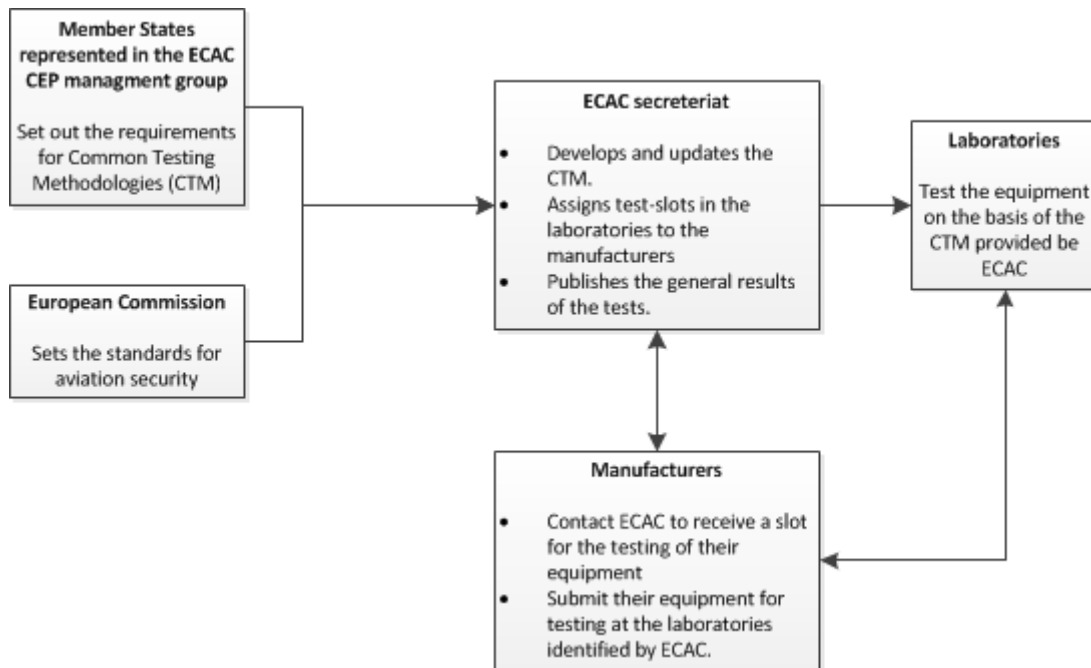 Member States
represented in the ECAC
CEP managment group
Set out the requirements
for Common Testing
Methodologies (CTM)
European Commission
Sets the standards for
aviation security
ECAC secreteriat
• Develops and updates the
CTM.
• Assigns test-slots in the
laboratories to the
manufacturers
• Publishes the general results
of the tests.
Laboratories
Test the equipment
on the basis of the
CTM provided be
ECAC
Manufacturers
• Contact ECAC to receive a slot
for the testing of their
equipment
• Submit their equipment for
testing at the laboratories
identified by ECAC.